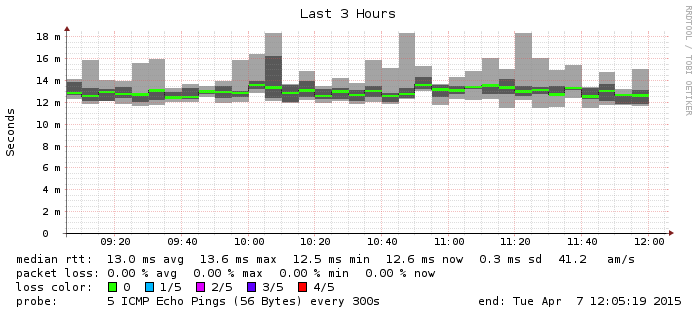 Last 3 Hours
RRDTOOL / TOBI OETIKER
Seconds
18 m
16 m
14 m
12 m
10 m
8 m
6 m
4 m
2 m
0
09:20 09:40 10:00 10:20 10:40 11:00 11:20 11:40 12:00
median rtt: 13.0 ms avg 13.6 ms max 12.5 ms min 12.6 ms now 0.3 ms sd 41.2 am/s
packet loss: 0.00 % avg 0.00 % max 0.00 % min 0.00 % now
loss color: 0 1/5 2/5 3/5 4/5
probe: 5 ICMP Echo Pings (56 Bytes) every 300s end: Tue Apr 7 12:05:19 2015